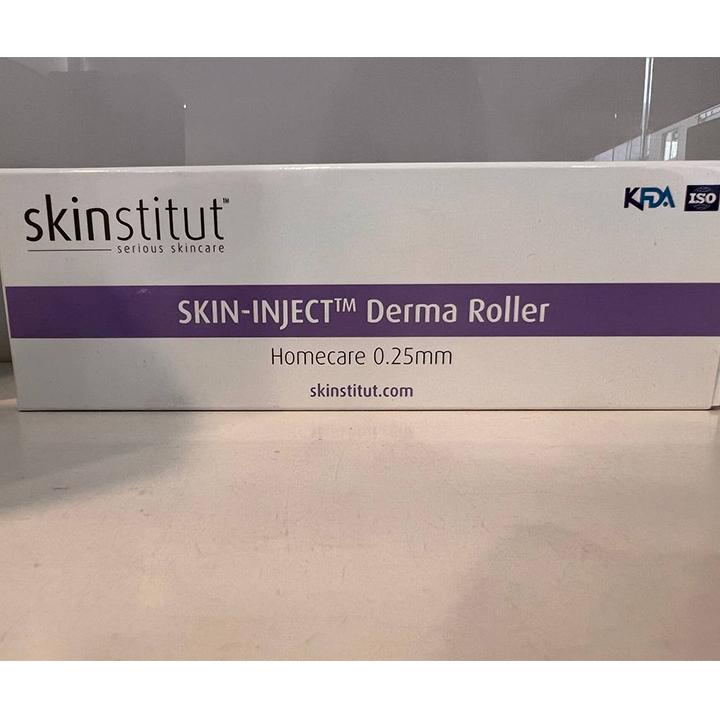 skinstitut™
serious skincare
KFDA ISO
SKIN-INJECT™ Derma Roller
Homecare 0.25mm
skinstitut.com